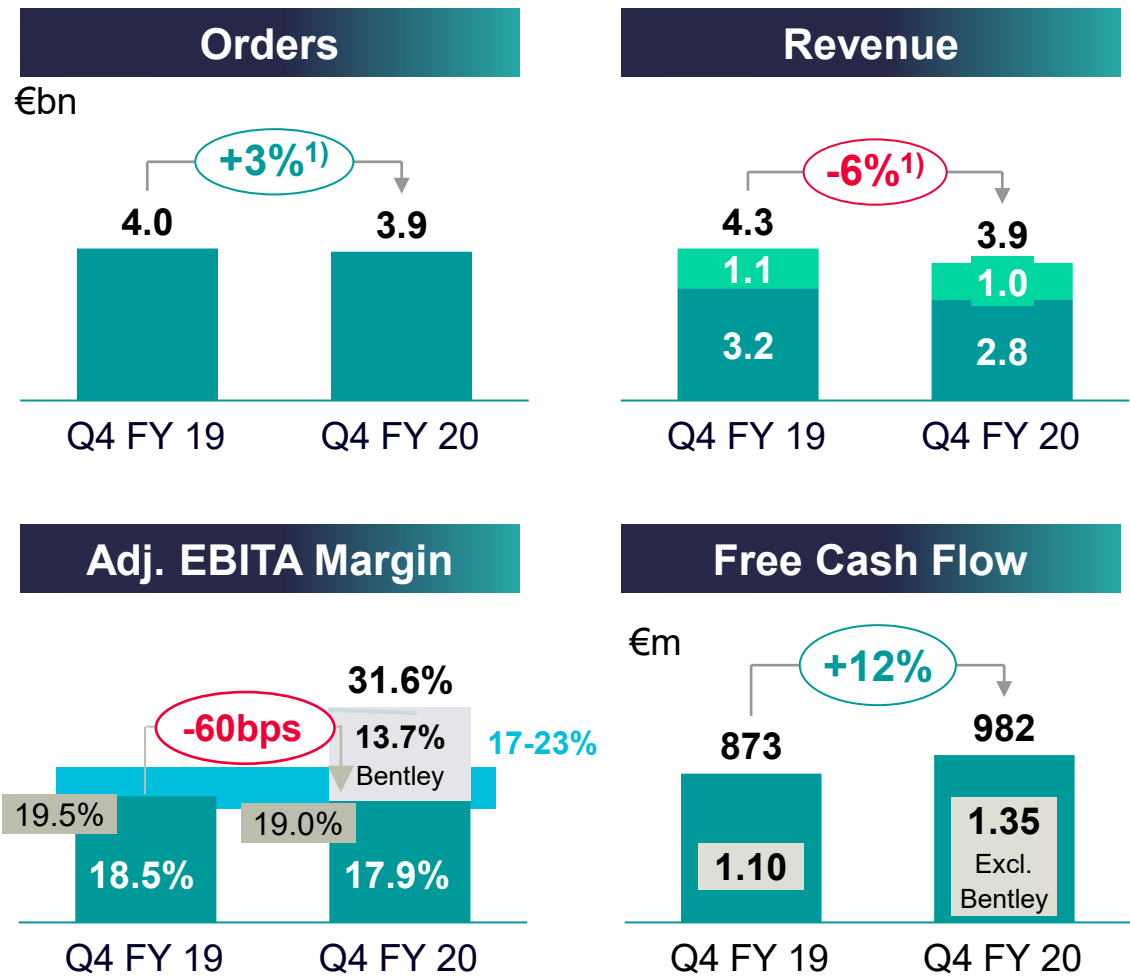 Orders
€bn
+3%1)
4.0
3.9
Q4 FY 19
Q4 FY 20
Revenue
-6%1)
4.3
3.9
1.1
1.0
3.2
2.8
Q4 FY 19
Q4 FY 20
Adj. EBITA Margin
31.6%
-60bps
13.7%
Bentley
17-23%
19.5%
19.0%
18.5%
17.9%
Q4 FY 19
Q4 FY 20
Free Cash Flow
€m
+12%
873
982
1.10
1.35
Excl.
Bentley
Q4 FY 19
Q4 FY 20